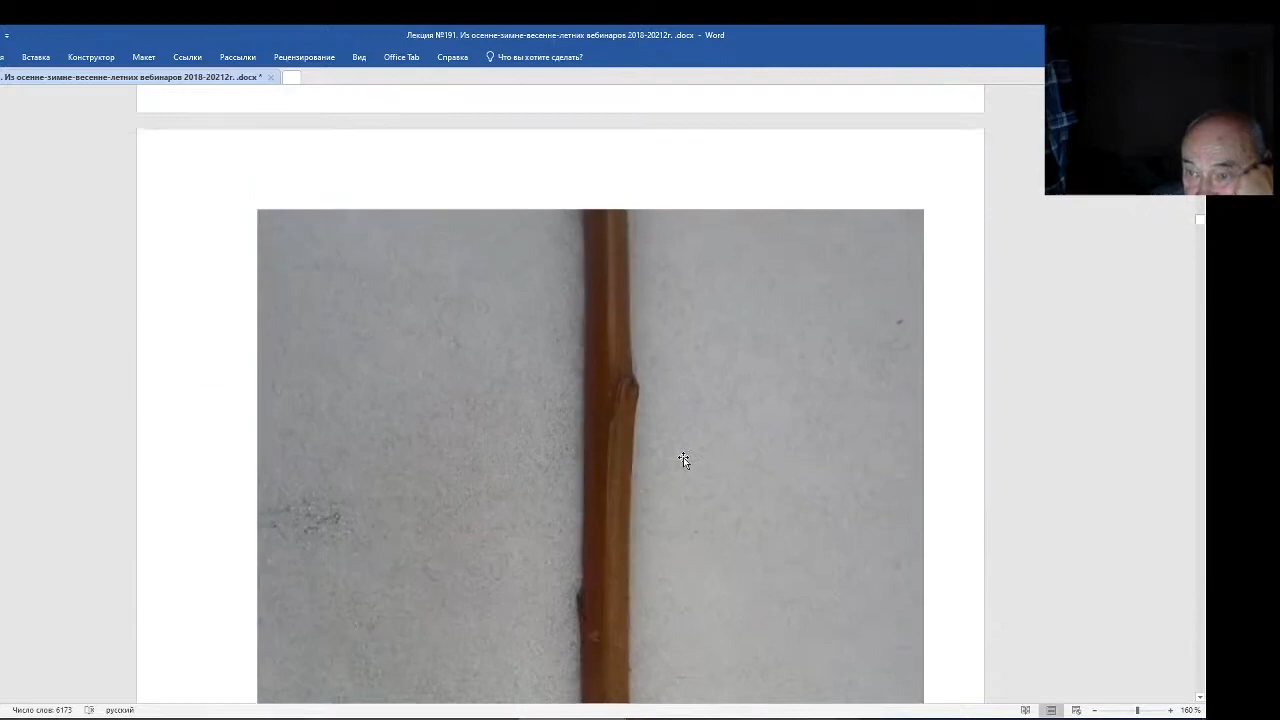 Лекция №191. Из осенне-зимне-весенне-летних вебинаров 2018-20212г. .docx - Word
Вставка Конструктор Макет Ссылки Рассылки Рецензирование Вид Office Tab Справка Что вы хотите сделать?
. Из осенне-зимне-весенне-летних вебинаров 2018-20212г. .docx *
Число слов: 6173 русский 160 %